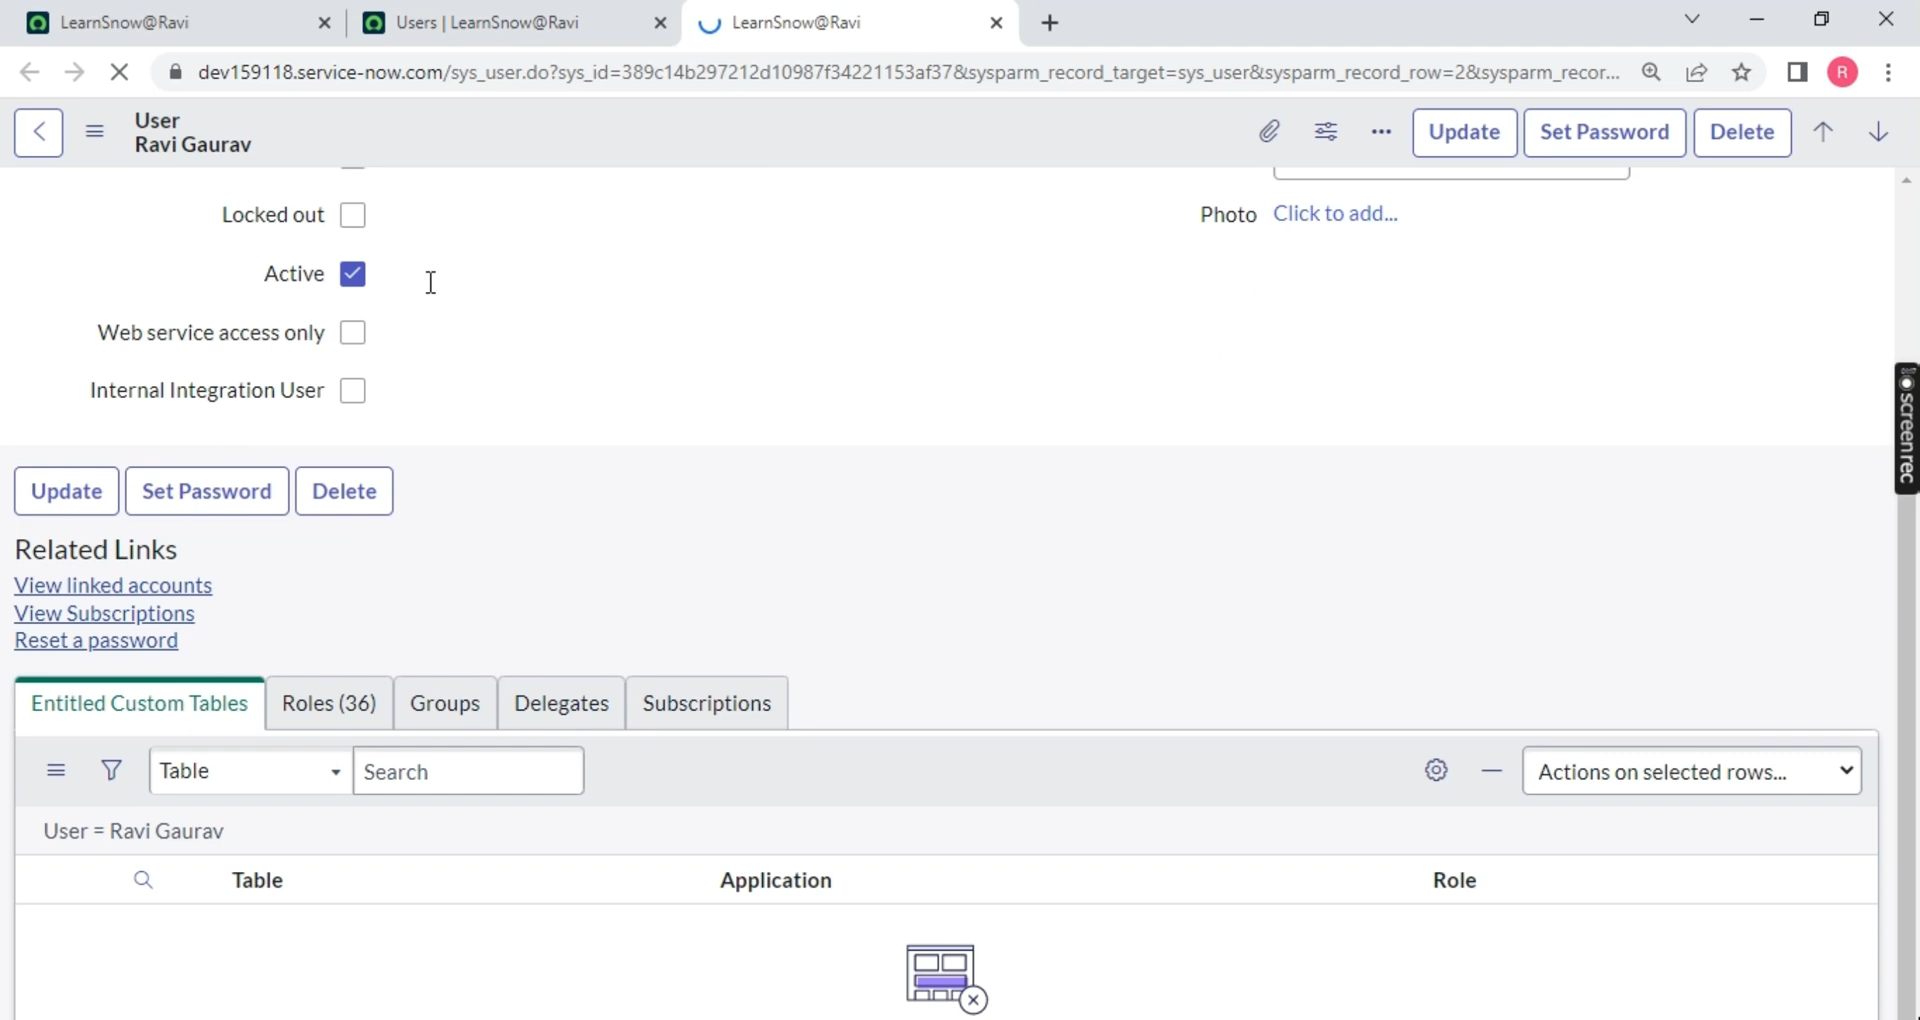 LearnSnow@Ravi
Users | LearnSnow@Ravi
LearnSnow@Ravi
dev159118.service-now.com/sys_user.do?sys_id=389c14b297212d10987f34221153af37&sysparm_record_target=sys_user&sysparm_record_row=2&sysparm_recor...
R
User
Ravi Gaurav
Update
Set Password
Delete
Locked out
Photo Click to add...
Active
Web service access only
Internal Integration User
screenrec
Update
Set Password
Delete
Related Links
View linked accounts
View Subscriptions
Reset a password
Entitled Custom Tables
Roles (36)
Groups
Delegates
Subscriptions
Table
Search
Actions on selected rows...
User = Ravi Gaurav
Table
Application
Role